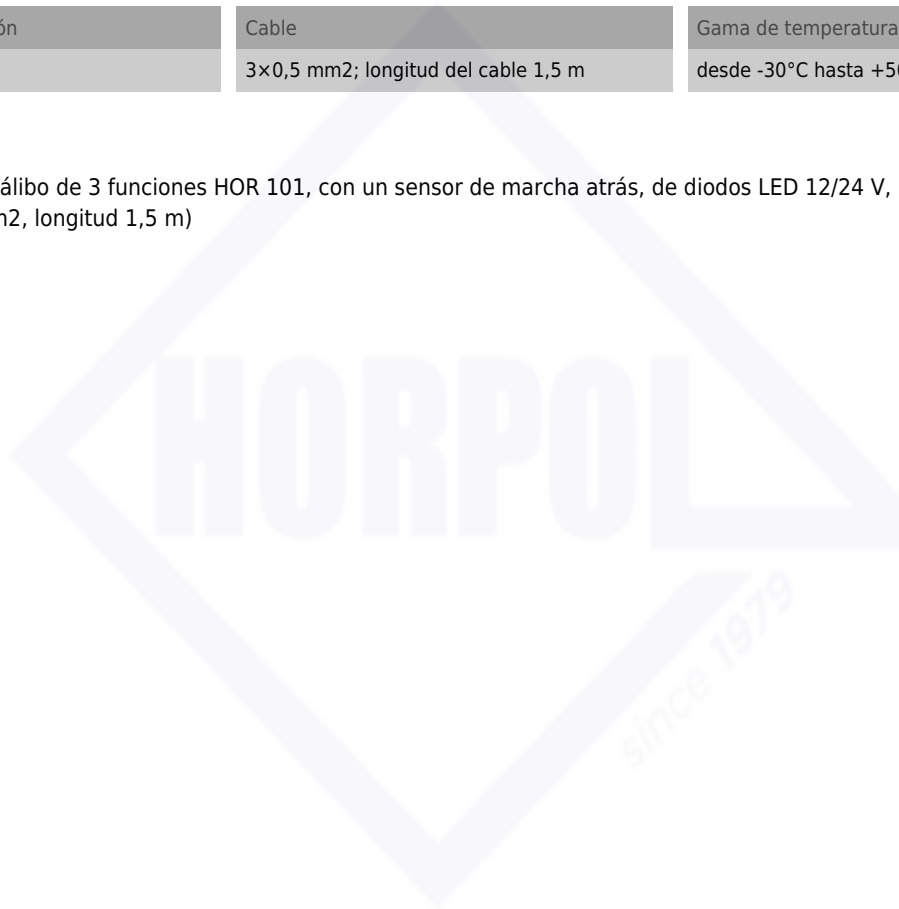 ón
Cable
Gama de temperatura
3×0,5 mm2; longitud del cable 1,5 m
desde -30°C hasta +50
álibo de 3 funciones HOR 101, con un sensor de marcha atrás, de diodos LED 12/24 V,
m2, longitud 1,5 m)
HORPOL
since 1979